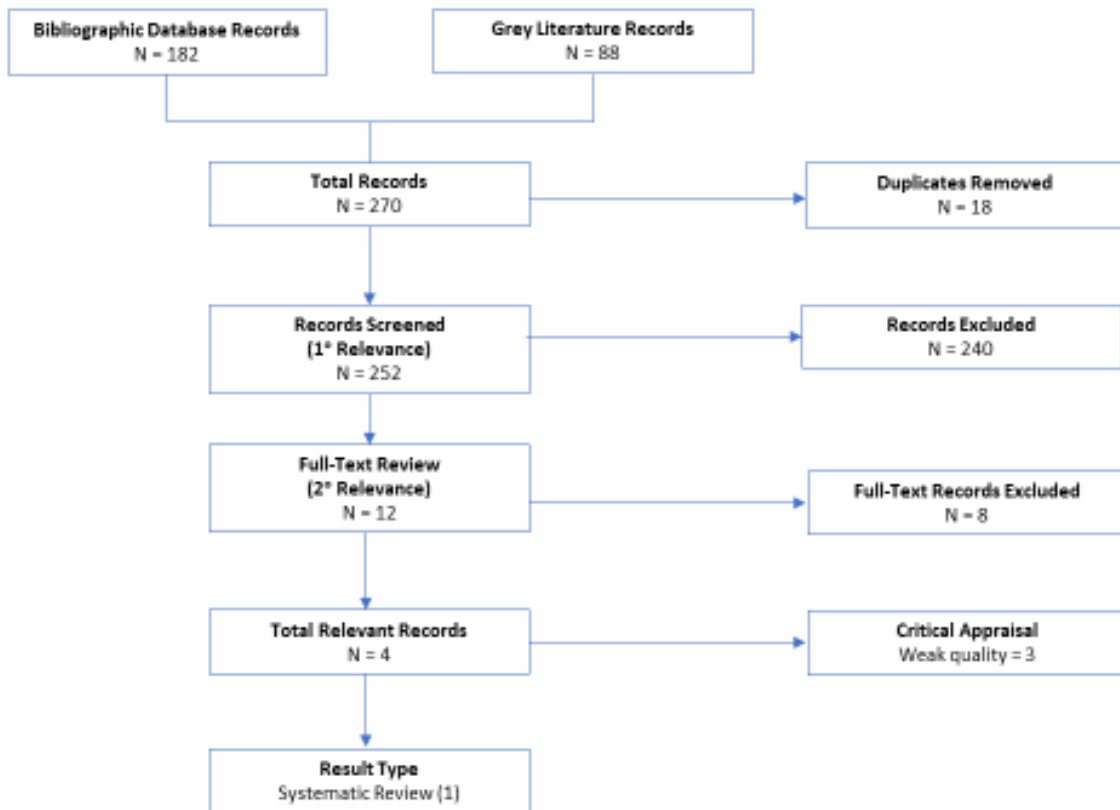 Bibliographic Database Records
N = 182
Grey Literature Records
N = 88
Total Records
N = 270
Duplicates Removed
N = 18
Records Screened
(1° Relevance)
N = 252
Records Excluded
N = 240
Full-Text Review
(2° Relevance)
N = 12
Full-Text Records Excluded
N = 8
Total Relevant Records
N = 4
Critical Appraisal
Weak quality = 3
Result Type
Systematic Review (1)